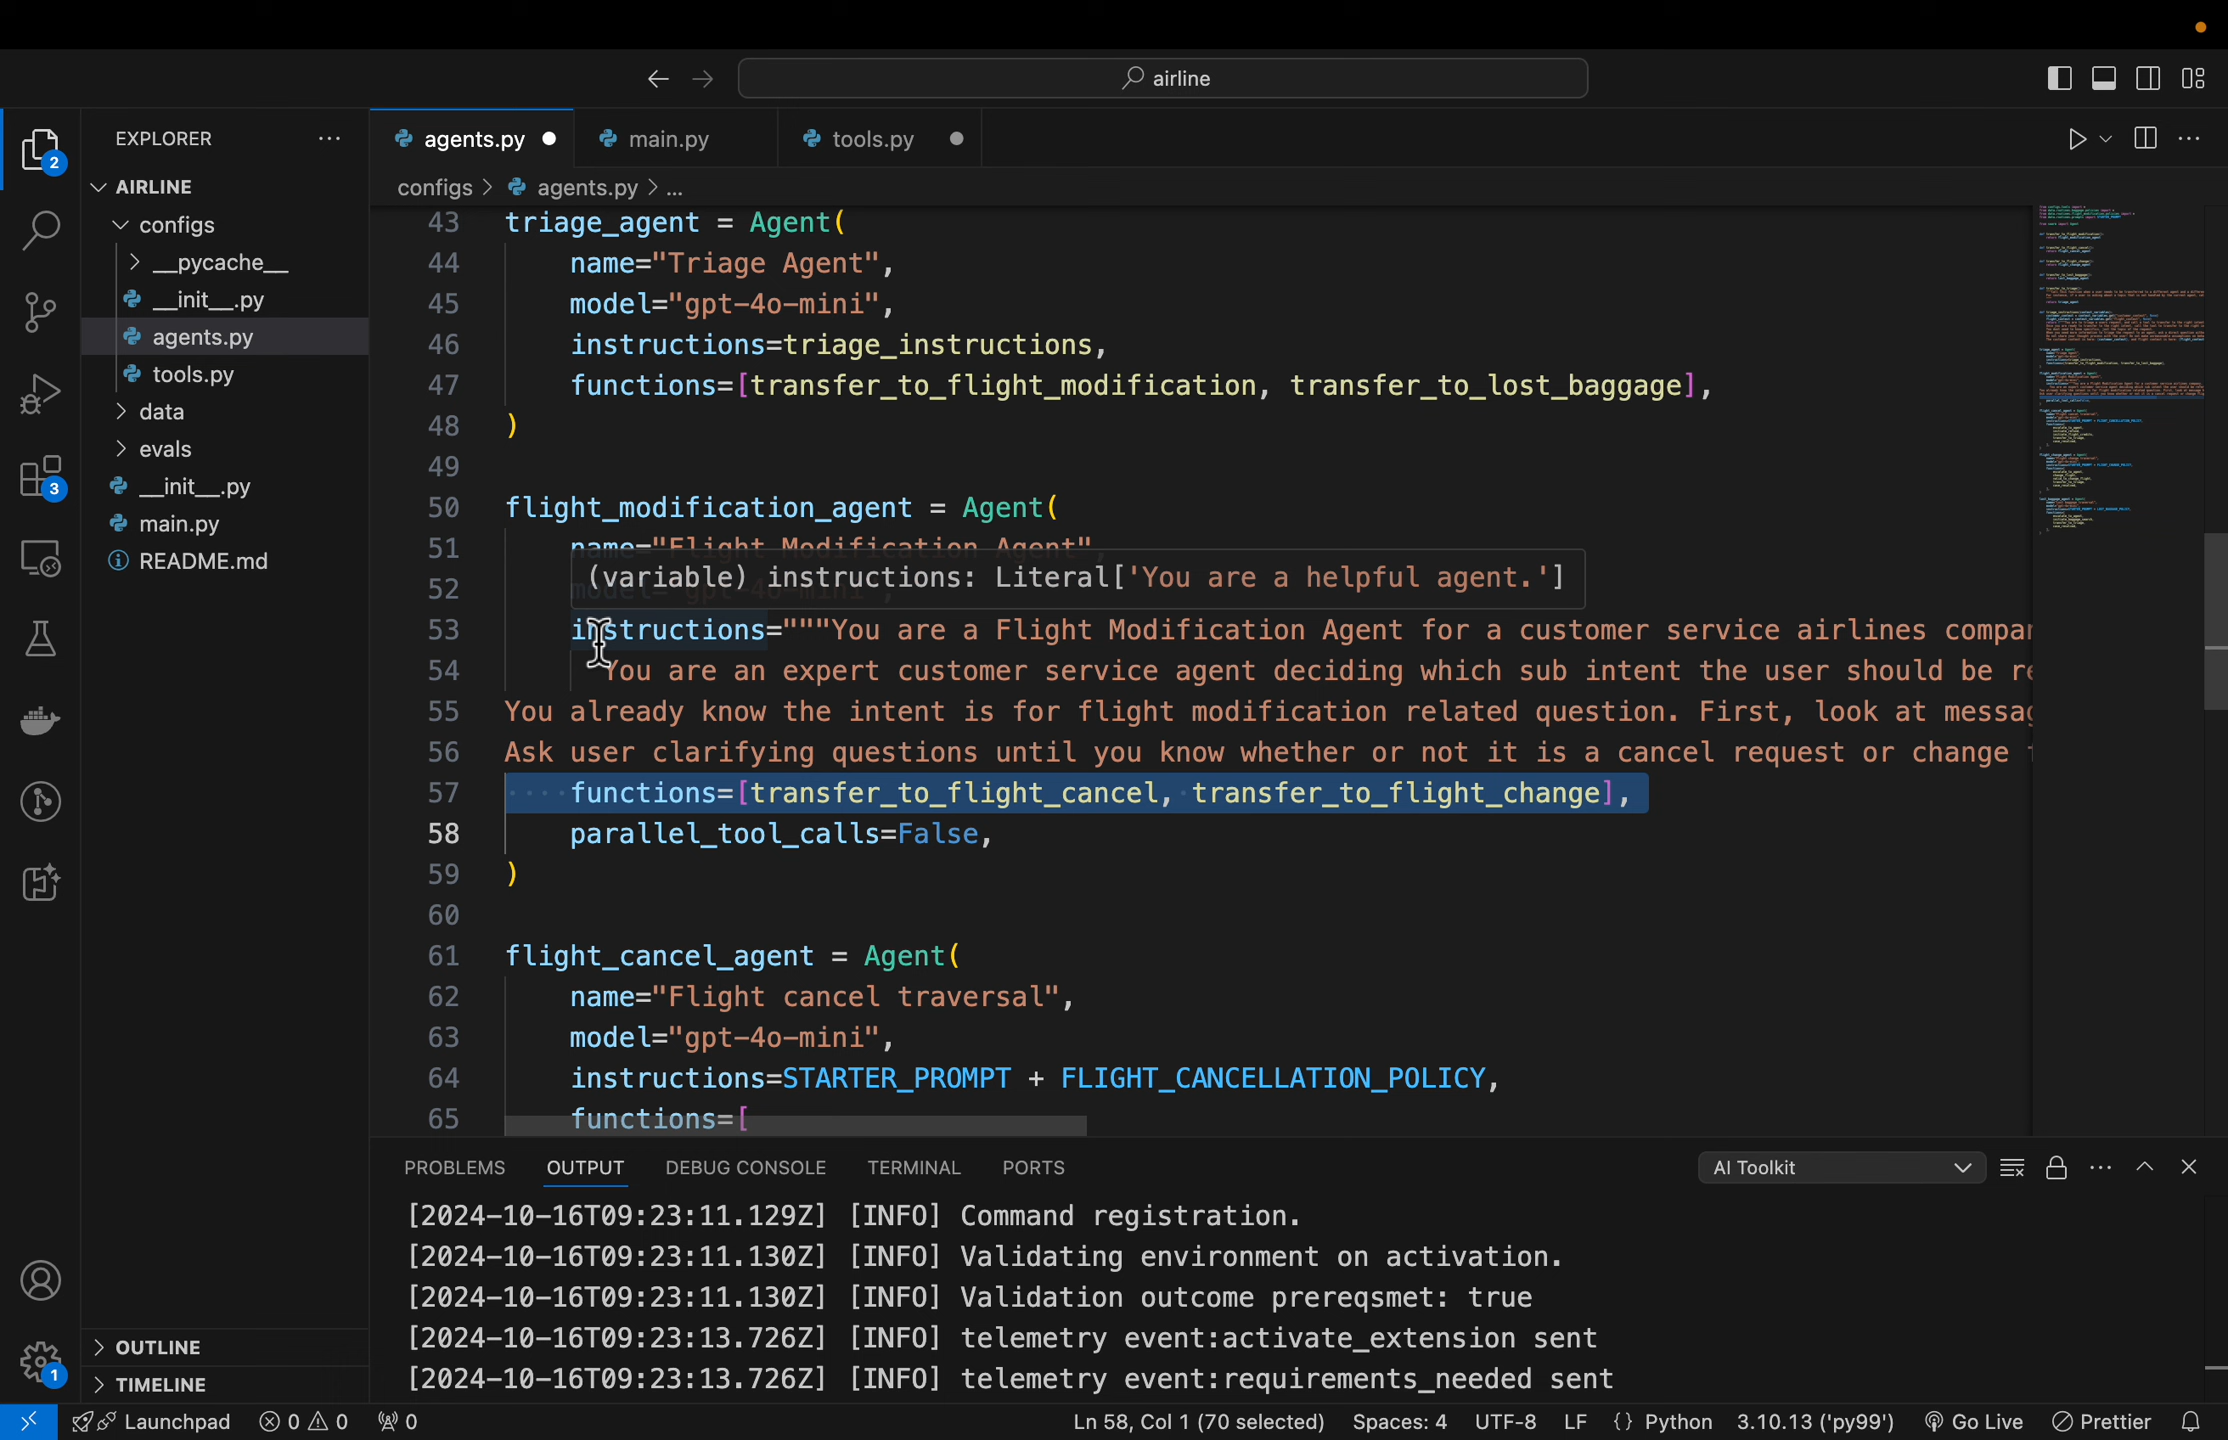 airline
EXPLORER
AIRLINE
configs
__pycache__
__init__.py
agents.py
tools.py
data
evals
__init__.py
main.py
README.md
OUTLINE
TIMELINE
2
3
1
agents.py
main.py
tools.py
configs > agents.py > ...
43 triage_agent = Agent(
44 name="Triage Agent",
45 model="gpt-4o-mini",
46 instructions=triage_instructions,
47 functions=[transfer_to_flight_modification, transfer_to_lost_baggage],
48 )
49
50 flight_modification_agent = Agent(
51 name="Flight Modification Agent",
(variable) instructions: Literal['You are a helpful agent.']
52 model="gpt-4o-mini",
53 instructions="""You are a Flight Modification Agent for a customer service airlines
54 You are an expert customer service agent deciding which sub intent the user should be
55 You already know the intent is for flight modification related question. First, look at
56 Ask user clarifying questions until you know whether or not it is a cancel request or change
57 functions=[transfer_to_flight_cancel, transfer_to_flight_change],
58 parallel_tool_calls=False,
59 )
60
61 flight_cancel_agent = Agent(
62 name="Flight cancel traversal",
63 model="gpt-4o-mini",
64 instructions=STARTER_PROMPT + FLIGHT_CANCELLATION_POLICY,
65 functions=[
PROBLEMS OUTPUT DEBUG CONSOLE TERMINAL PORTS AI Toolkit
[2024-10-16T09:23:11.129Z] [INFO] Command registration.
[2024-10-16T09:23:11.130Z] [INFO] Validating environment on activation.
[2024-10-16T09:23:11.130Z] [INFO] Validation outcome prereqsmet: true
[2024-10-16T09:23:13.726Z] [INFO] telemetry event:activate_extension sent
[2024-10-16T09:23:13.726Z] [INFO] telemetry event:requirements_needed sent
Launchpad 0 0 0 Ln 58, Col 1 (70 selected) Spaces: 4 UTF-8 LF {} Python 3.10.13 ('py99') Go Live Prettier